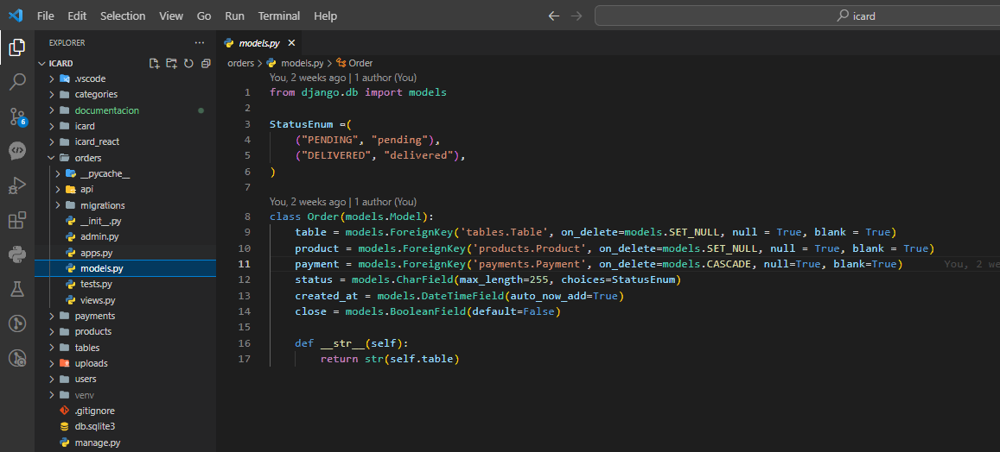 File Edit Selection View Go Run Terminal Help
icard
EXPLORER
models.py
ICARD
.vscode
categories
documentacion
icard
icard_react
orders
__pycache__
api
migrations
__init__.py
admin.py
apps.py
models.py
tests.py
views.py
payments
products
tables
uploads
users
venv
.gitignore
db.sqlite3
manage.py
6
orders > models.py > Order
You, 2 weeks ago | 1 author (You)
1 from django.db import models
2
3 StatusEnum =(
4 ("PENDING", "pending"),
5 ("DELIVERED", "delivered"),
6 )
7
You, 2 weeks ago | 1 author (You)
8 class Order(models.Model):
9 table = models.ForeignKey('tables.Table', on_delete=models.SET_NULL, null = True, blank = True)
10 product = models.ForeignKey('products.Product', on_delete=models.SET_NULL, null = True, blank = True)
11 payment = models.ForeignKey('payments.Payment', on_delete=models.CASCADE, null=True, blank=True) You, 2 we
12 status = models.CharField(max_length=255, choices=StatusEnum)
13 created_at = models.DateTimeField(auto_now_add=True)
14 close = models.BooleanField(default=False)
15
16 def __str__(self):
17 return str(self.table)